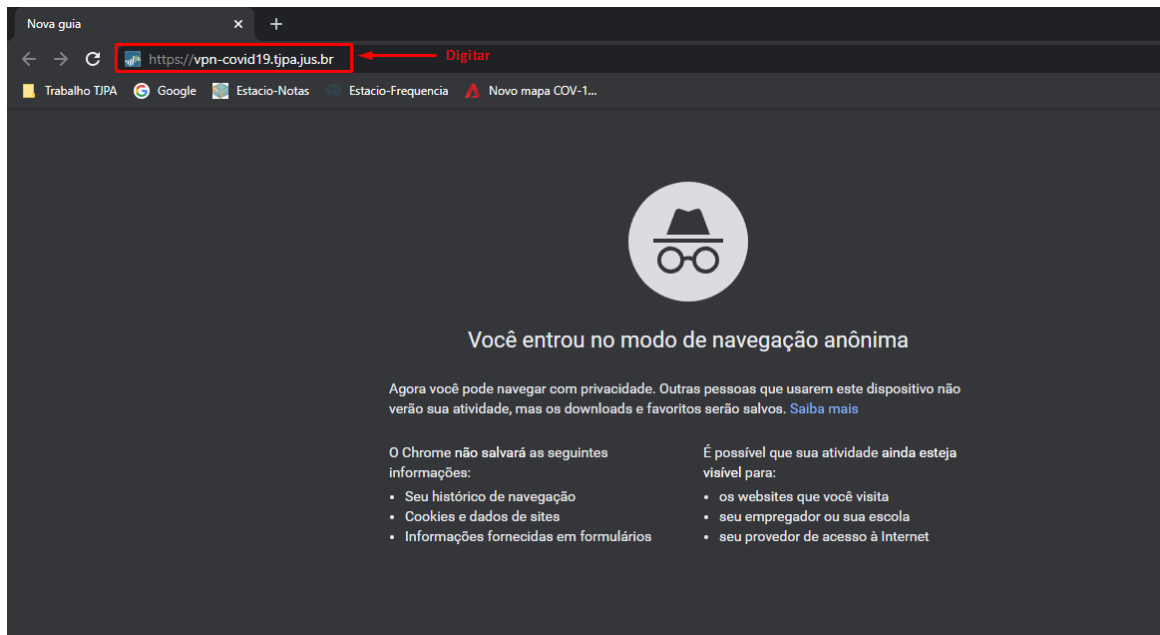 Nova guia
https://vpn-covid19.tjpa.jus.br
Digitar
Trabalho TJPA
Google
Estacio-Notas
Estacio-Frequencia
Novo mapa COV-1...
Você entrou no modo de navegação anônima
Agora você pode navegar com privacidade. Outras pessoas que usarem este dispositivo não
verão sua atividade, mas os downloads e favoritos serão salvos. Saiba mais
O Chrome não salvará as seguintes
informações:
• Seu histórico de navegação
• Cookies e dados de sites
• Informações fornecidas em formulários
É possível que sua atividade ainda esteja
visível para:
• os websites que você visita
• seu empregador ou sua escola
• seu provedor de acesso à Internet